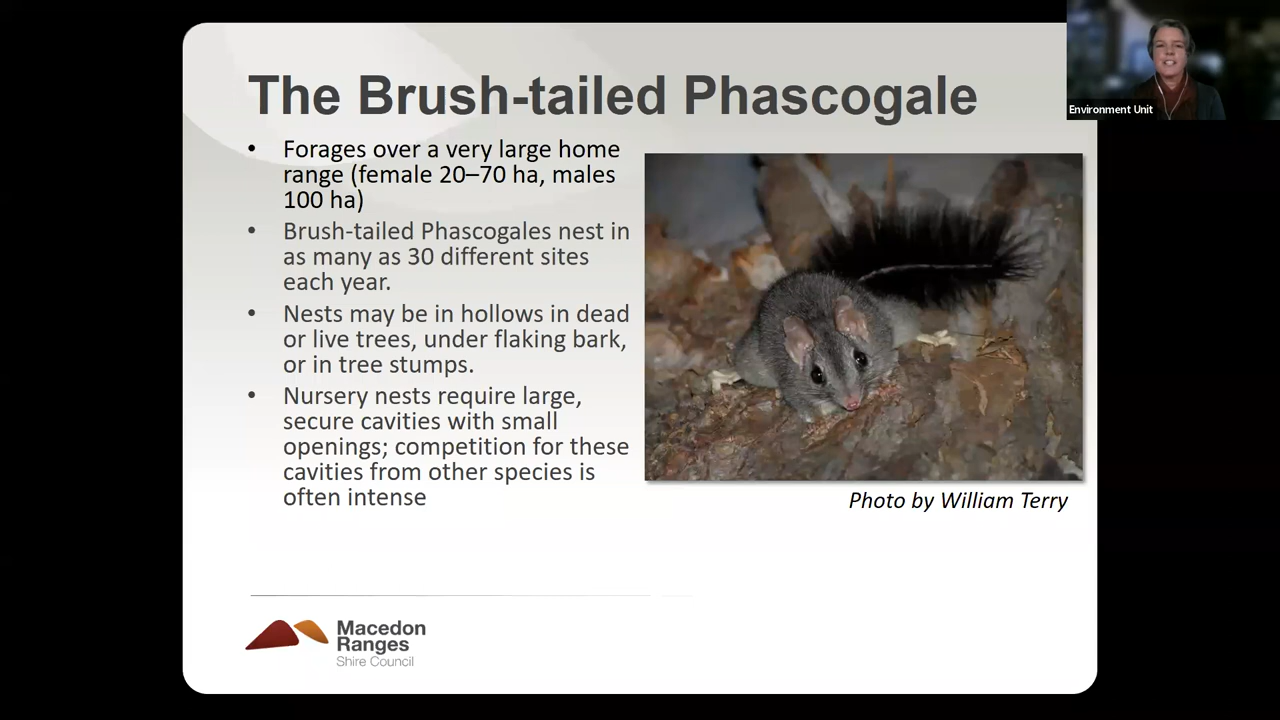 The Brush-tailed Phascogale
Environment Unit
• Forages over a very large home
range (female 20–70 ha, males
100 ha)
• Brush-tailed Phascogales nest in
as many as 30 different sites
each year.
• Nests may be in hollows in dead
or live trees, under flaking bark,
or in tree stumps.
• Nursery nests require large,
secure cavities with small
openings; competition for these
cavities from other species is
often intense
Photo by William Terry
Macedon
Ranges
Shire Council